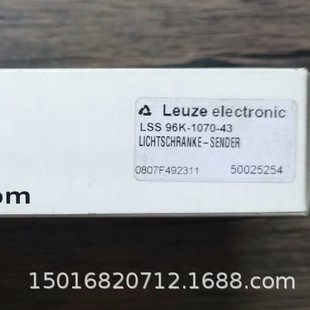 Leuze electronic
LSS 96K-1070-43
LICHTSCHRANKE-SENDER
0807F492311 50025254
om
15016820712.1688.com